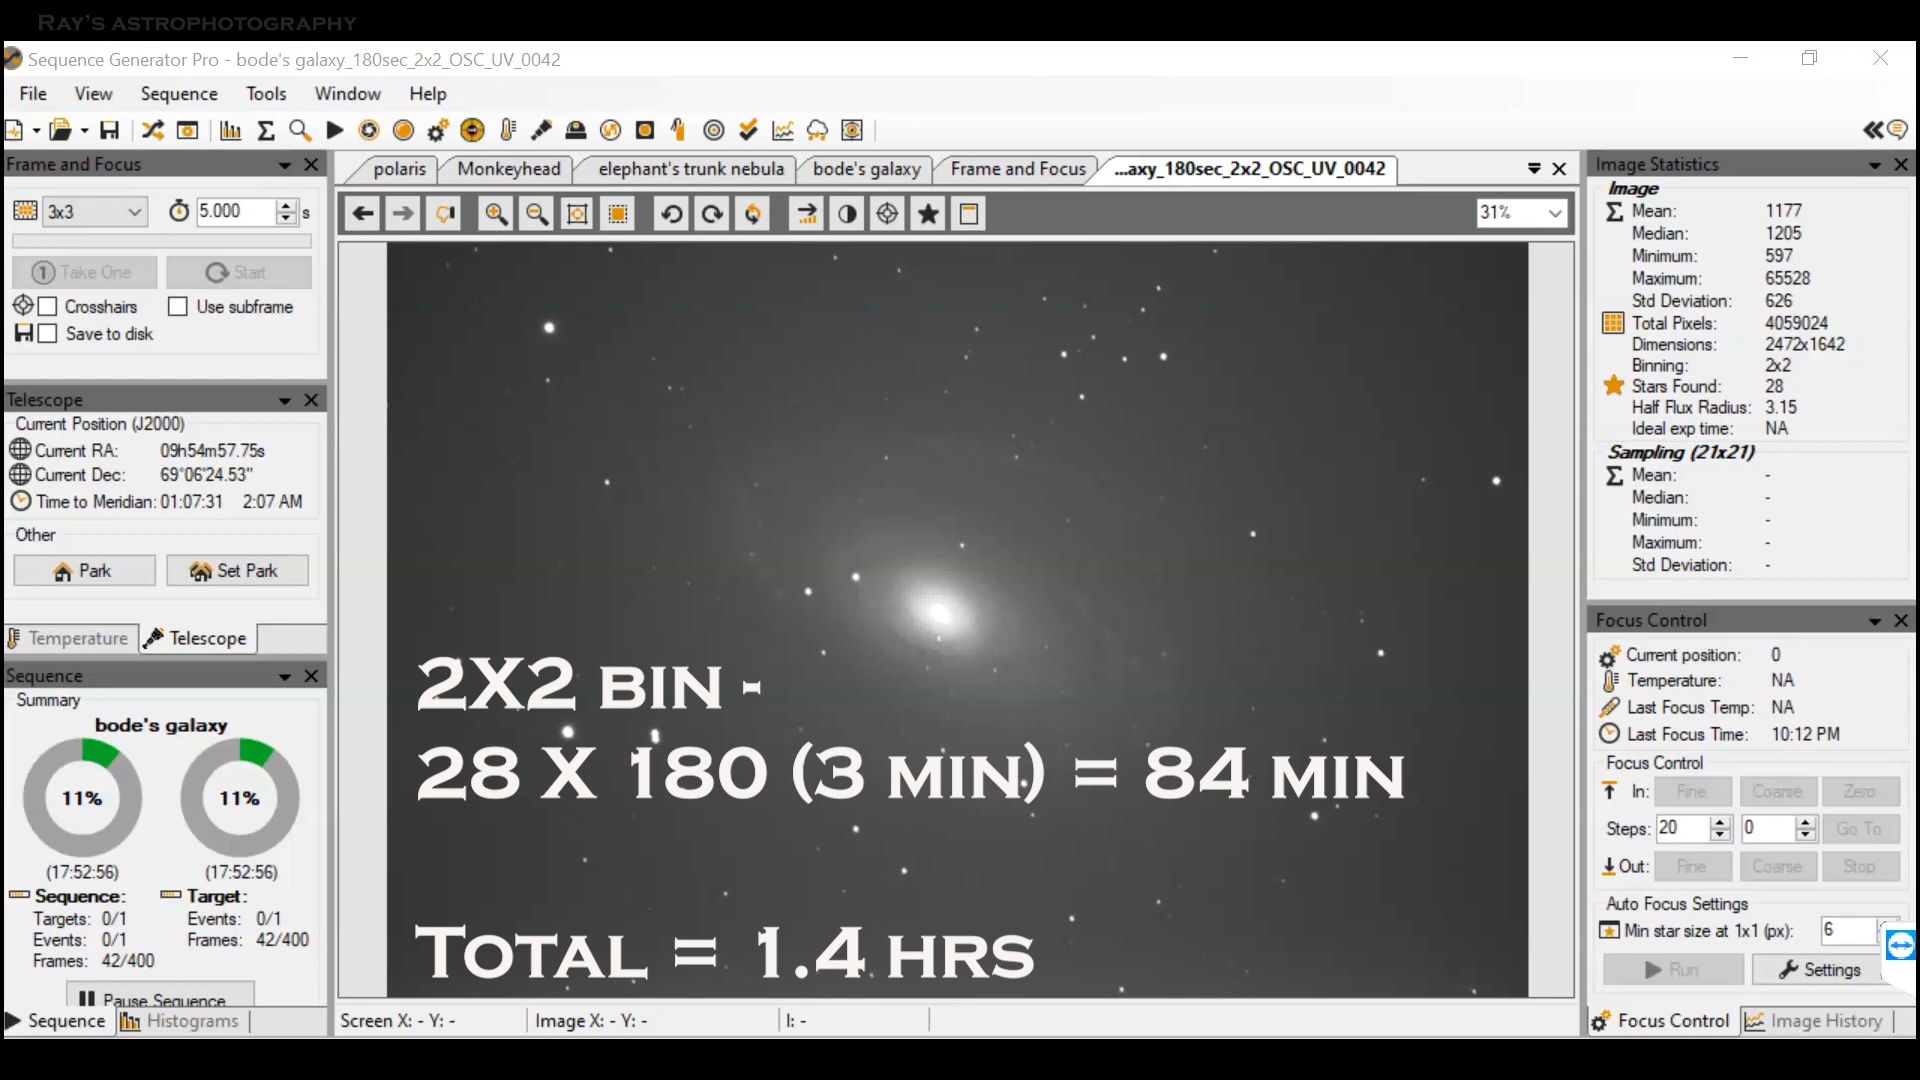 Ray's astrophotography
Sequence Generator Pro - bode's galaxy_180sec_2x2_OSC_UV_0042
File View Sequence Tools Window Help
Frame and Focus
3x3 5.000 s
1 Take One Start
Crosshairs Use subframe
Save to disk
Telescope
Current Position (J2000)
Current RA: 09h54m57.75s
Current Dec: 69°06'24.53"
Time to Meridian: 01:07:31 2:07 AM
Other
Park Set Park
Temperature Telescope
Sequence
Summary
bode's galaxy
11% 11%
(17:52:56) (17:52:56)
Sequence: Target:
Targets: 0/1 Events: 0/1
Events: 0/1 Frames: 42/400
Frames: 42/400
Pause Sequence
Sequence Histograms
polaris Monkeyhead elephant's trunk nebula bode's galaxy Frame and Focus ...axy_180sec_2x2_OSC_UV_0042
31%
2x2 bin -
28 x 180 (3 min) = 84 min
Total = 1.4 hrs
Screen X: - Y: - Image X: - Y: - I: -
Image Statistics
Image
Mean: 1177
Median: 1205
Minimum: 597
Maximum: 65528
Std Deviation: 626
Total Pixels: 4059024
Dimensions: 2472x1642
Binning: 2x2
Stars Found: 28
Half Flux Radius: 3.15
Ideal exp time: NA
Sampling (21x21)
Mean: -
Median: -
Minimum: -
Maximum: -
Std Deviation: -
Focus Control
Current position: 0
Temperature: NA
Last Focus Temp: NA
Last Focus Time: 10:12 PM
Focus Control
In: Fine Coarse Zero
Steps: 20 0 Go To
Out: Fine Coarse Stop
Auto Focus Settings
Min star size at 1x1 (px): 6
Run Settings
Focus Control Image History